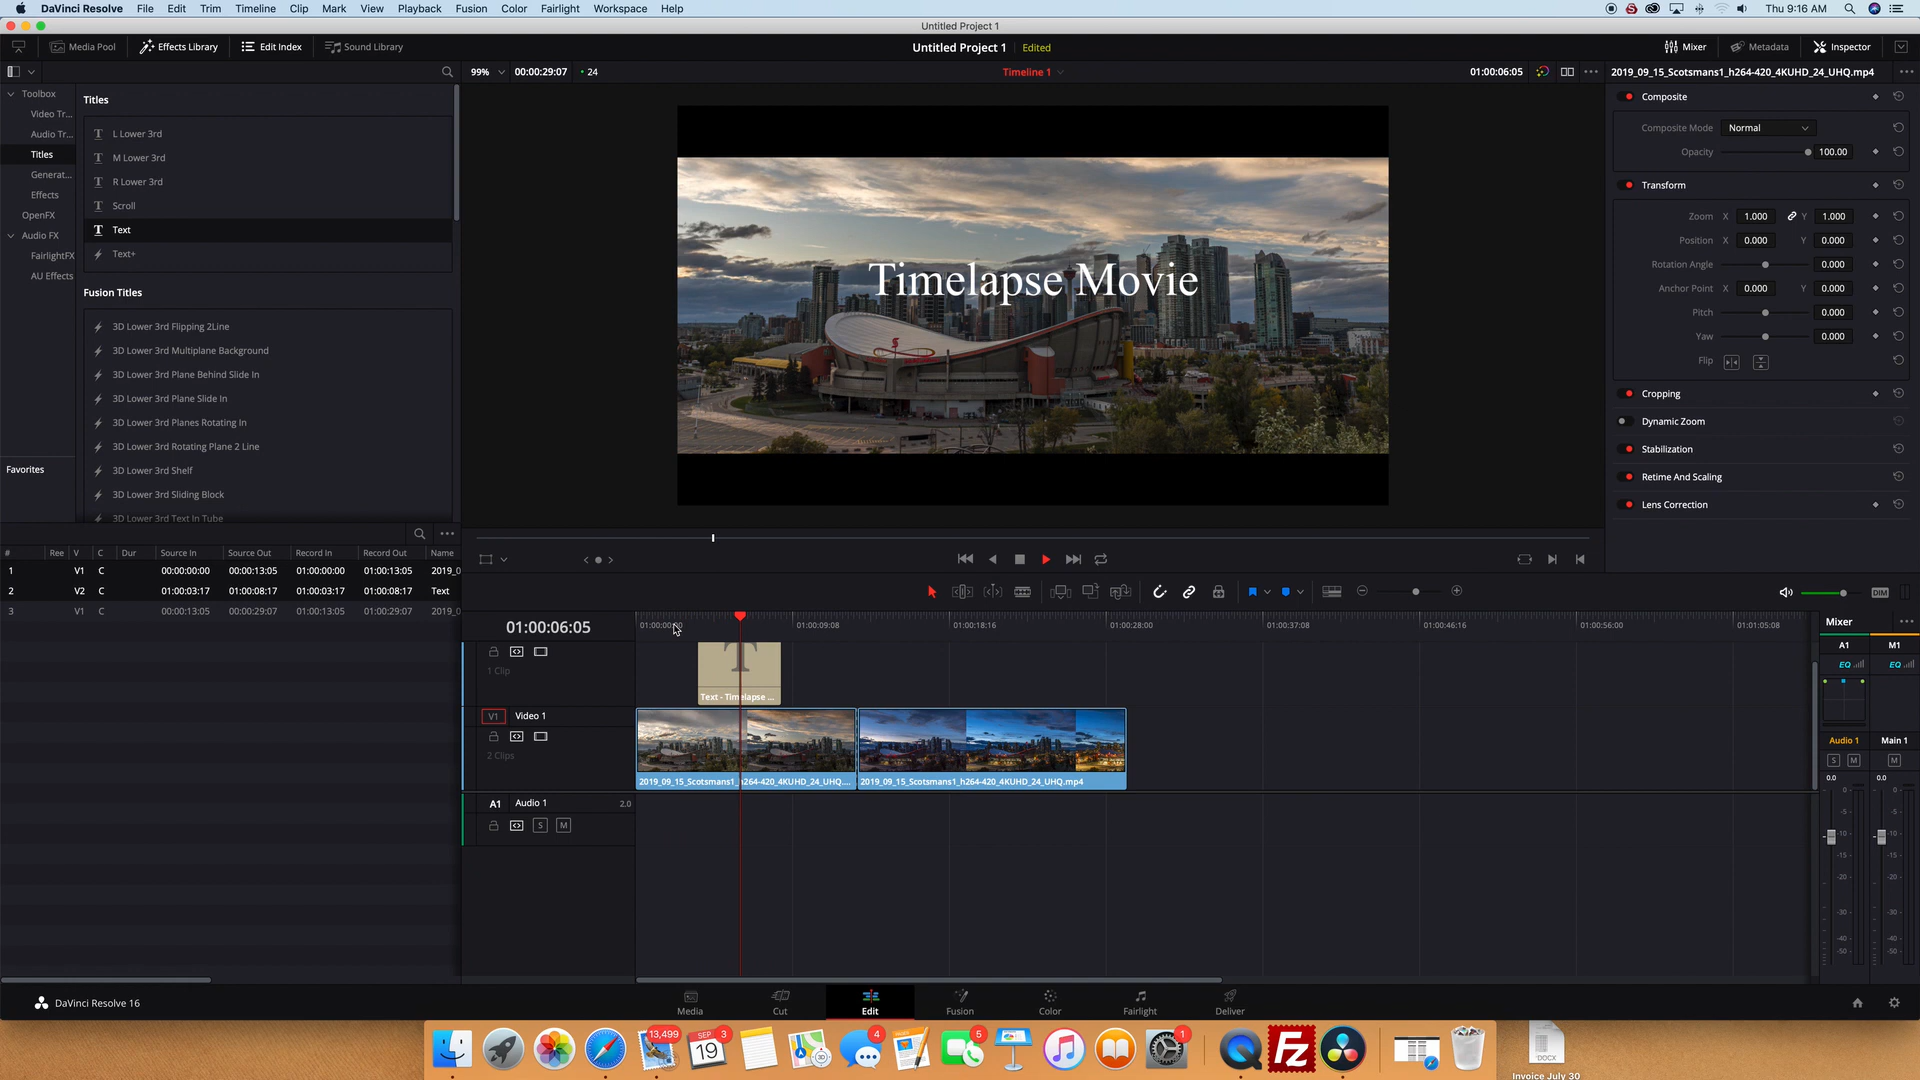 DaVinci Resolve File Edit Trim Timeline Clip Mark View Playback Fusion Color Fairlight Workspace Help Thu 9:16 AM
Untitled Project 1
Media Pool Effects Library Edit Index Sound Library Untitled Project 1 Edited Mixer Metadata Inspector
99% 00:00:29:07 24 Timeline 1 01:00:06:05 2019_09_15_Scotsmans1_h264-420_4KUHD_24_UHQ.mp4
Toolbox
Video Tr...
Audio Tr...
Titles
Generat...
Effects
OpenFX
Audio FX
FairlightFX
AU Effects
Favorites
Titles
L Lower 3rd
M Lower 3rd
R Lower 3rd
Scroll
Text
Text+
Fusion Titles
3D Lower 3rd Flipping 2Line
3D Lower 3rd Multiplane Background
3D Lower 3rd Plane Behind Slide In
3D Lower 3rd Plane Slide In
3D Lower 3rd Planes Rotating In
3D Lower 3rd Rotating Plane 2 Line
3D Lower 3rd Shelf
3D Lower 3rd Sliding Block
3D Lower 3rd Text In Tube
Timelapse Movie
Composite
Composite Mode Normal
Opacity 100.00
Transform
Zoom X 1.000 Y 1.000
Position X 0.000 Y 0.000
Rotation Angle 0.000
Anchor Point X 0.000 Y 0.000
Pitch 0.000
Yaw 0.000
Flip
Cropping
Dynamic Zoom
Stabilization
Retime And Scaling
Lens Correction
# Ree V C Dur Source In Source Out Record In Record Out Name
1 V1 C 00:00:00:00 00:00:13:05 01:00:00:00 01:00:13:05 2019_0
2 V2 C 01:00:03:17 01:00:08:17 01:00:03:17 01:00:08:17 Text
3 V1 C 00:00:13:05 00:00:29:07 01:00:13:05 01:00:29:07 2019_0
DIM
01:00:06:05
01:00:09:08 01:00:18:16 01:00:28:00 01:00:37:08 01:00:46:16 01:00:56:00 01:01:05:08
1 Clip
Text - Timelapse ...
V1 Video 1
2 Clips
2019_09_15_Scotsmans1_h264-420_4KUHD_24_UHQ....
2019_09_15_Scotsmans1_h264-420_4KUHD_24_UHQ.mp4
A1 Audio 1 2.0
S M
Mixer
A1 M1
EQ EQ
Audio 1 Main 1
S M M
0.0 0.0
0 0
-5 -5
-10 -10
-15 -15
-20 -20
-30 -30
-40 -40
-50 -50
DaVinci Resolve 16 Media Cut Edit Fusion Color Fairlight Deliver
13,499 SEP 3 19 4 5 1
Fz
DOCX
Invoice July 30